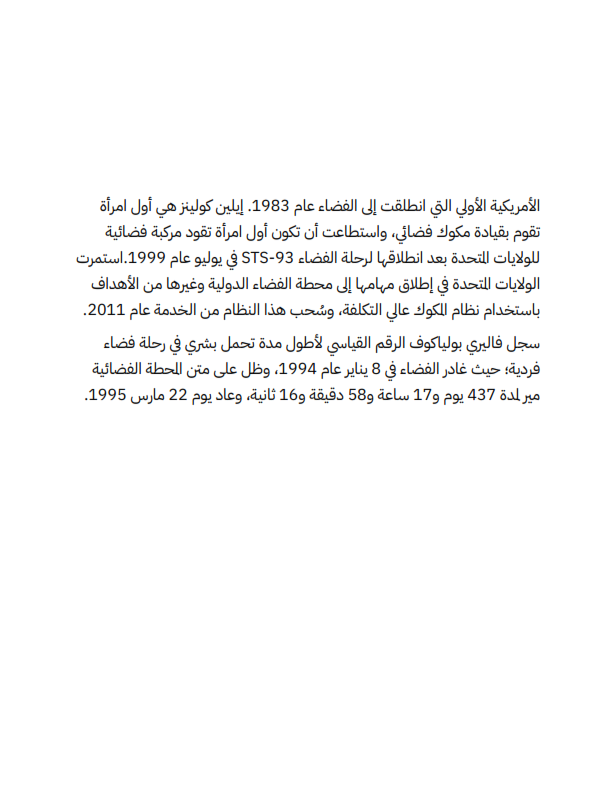 الأمريكية الأولي التي انطلقت إلى الفضاء عام 1983. إيلين كولينز هي أول امرأة
تقوم بقيادة مكوك فضائي، واستطاعت أن تكون أول امرأة تقود مركبة فضائية
للولايات المتحدة بعد انطلاقها لرحلة الفضاء STS-93 في يوليو عام 1999.استمرت
الولايات المتحدة في إطلاق مهامها إلى محطة الفضاء الدولية وغيرها من الأهداف
باستخدام نظام المكوك عالي التكلفة، وسُحب هذا النظام من الخدمة عام 2011.
سجل فاليري بولياكوف الرقم القياسي لأطول مدة تحمل بشري في رحلة فضاء
فردية؛ حيث غادر الفضاء في 8 يناير عام 1994، وظل على متن المحطة الفضائية
مير لمدة 437 يوم و17 ساعة و58 دقيقة و16 ثانية، وعاد يوم 22 مارس 1995.